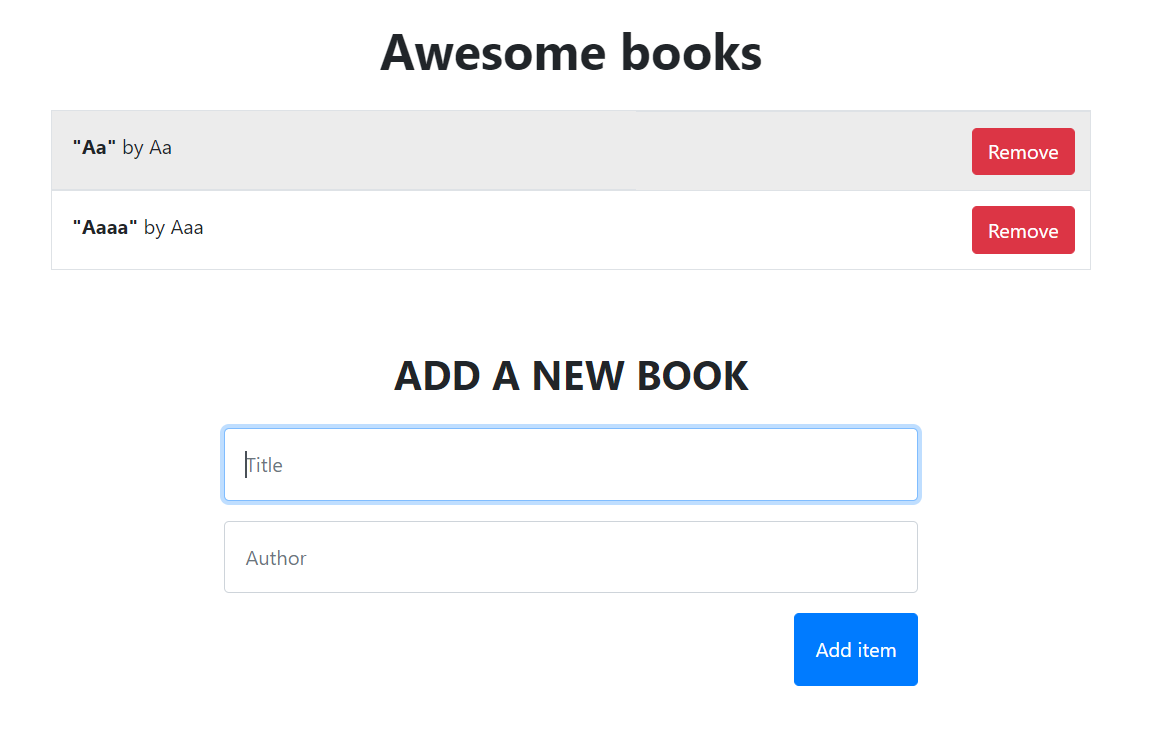 Awesome books
"Aa" by Aa
Remove
"Aaaa" by Aaa
Remove
ADD A NEW BOOK
Title
Author
Add item